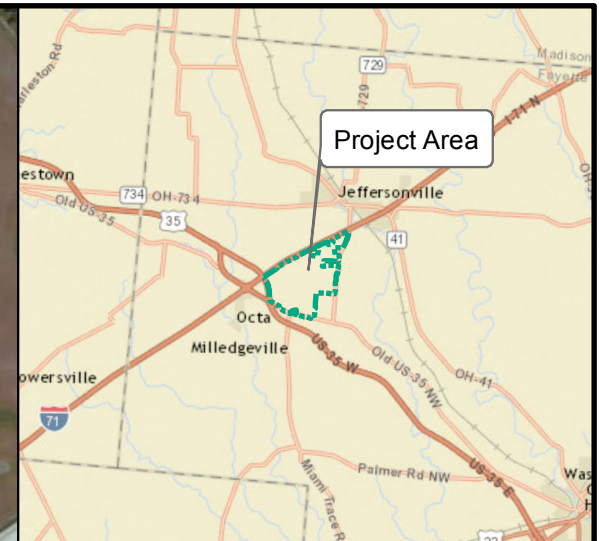 Madison
Fayette
729
arleston Rd
729
I-71 N
Project Area
estown
Jeffersonville
734
OH-734
Old US-35
35
41
Octa
Milledgeville
US-35 W
Old US-35 NW
OH-41
owersville
71
Palmer Rd NW
US-35 E
Miami Trace R
Was
22